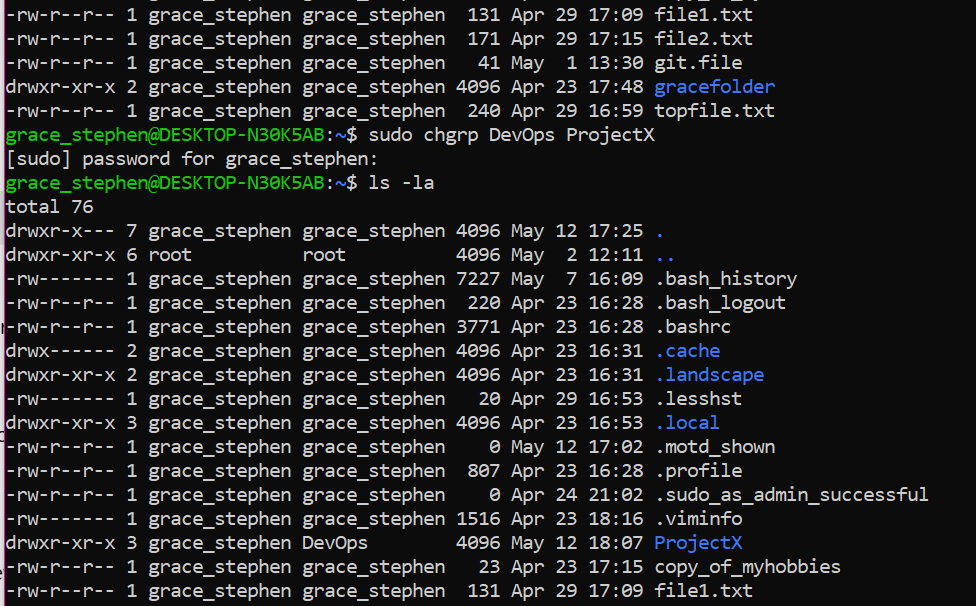 -rw-r--r-- 1 grace_stephen grace_stephen  131 Apr 29 17:09 file1.txt
-rw-r--r-- 1 grace_stephen grace_stephen  171 Apr 29 17:15 file2.txt
-rw-r--r-- 1 grace_stephen grace_stephen   41 May  1 13:30 git.file
drwxr-xr-x 2 grace_stephen grace_stephen 4096 Apr 23 17:48 gracefolder
-rw-r--r-- 1 grace_stephen grace_stephen  240 Apr 29 16:59 topfile.txt
grace_stephen@DESKTOP-N30K5AB:~$ sudo chgrp DevOps ProjectX
[sudo] password for grace_stephen:
grace_stephen@DESKTOP-N30K5AB:~$ ls -la
total 76
drwxr-x--- 7 grace_stephen grace_stephen 4096 May 12 17:25 .
drwxr-xr-x 6 root          root          4096 May  2 12:11 ..
-rw------- 1 grace_stephen grace_stephen 7227 May  7 16:09 .bash_history
-rw-r--r-- 1 grace_stephen grace_stephen  220 Apr 23 16:28 .bash_logout
-rw-r--r-- 1 grace_stephen grace_stephen 3771 Apr 23 16:28 .bashrc
drwx------ 2 grace_stephen grace_stephen 4096 Apr 23 16:31 .cache
drwxr-xr-x 2 grace_stephen grace_stephen 4096 Apr 23 16:31 .landscape
-rw------- 1 grace_stephen grace_stephen   20 Apr 29 16:53 .lesshst
drwxr-xr-x 3 grace_stephen grace_stephen 4096 Apr 23 16:53 .local
-rw-r--r-- 1 grace_stephen grace_stephen    0 May 12 17:02 .motd_shown
-rw-r--r-- 1 grace_stephen grace_stephen  807 Apr 23 16:28 .profile
-rw-r--r-- 1 grace_stephen grace_stephen    0 Apr 24 21:02 .sudo_as_admin_successful
-rw------- 1 grace_stephen grace_stephen 1516 Apr 23 18:16 .viminfo
drwxr-xr-x 3 grace_stephen DevOps        4096 May 12 18:07 ProjectX
-rw-r--r-- 1 grace_stephen grace_stephen   23 Apr 23 17:15 copy_of_myhobbies
-rw-r--r-- 1 grace_stephen grace_stephen  131 Apr 29 17:09 file1.txt